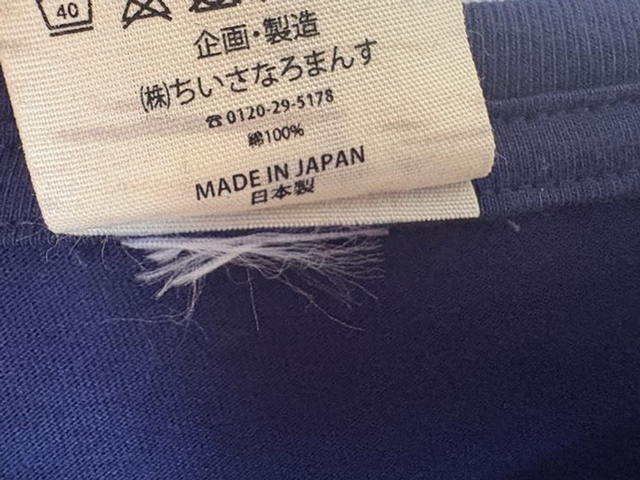 40
企画・製造
(株)ちいさなろまんす
☎0120-29-5178
綿100%
MADE IN JAPAN
日本製